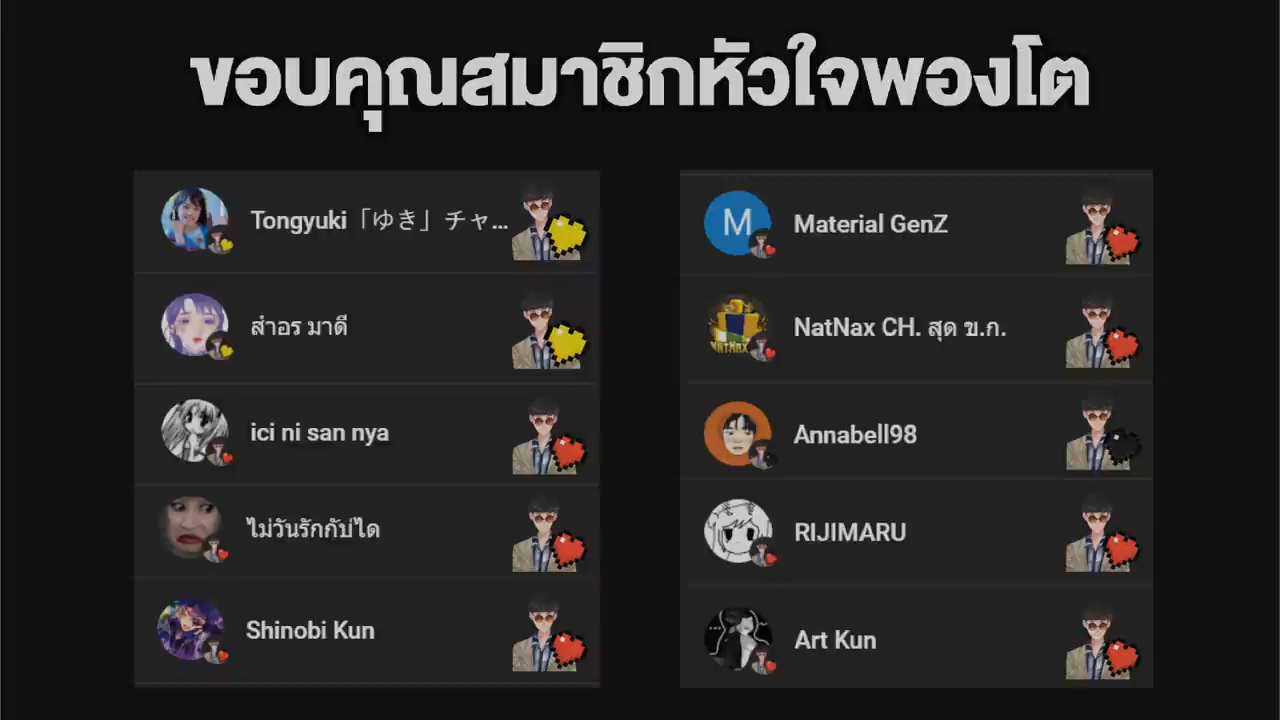 ขอบคุณสมาชิกหัวใจพองโต
Tongyuki「ゆき」チャ...
สำอร มาดี
ici ni san nya
ไม่วันรักกับ่ได
Shinobi Kun
M
Material GenZ
NATNAX
NatNax CH. สุด ข.ก.
Annabell98
RIJIMARU
Art Kun